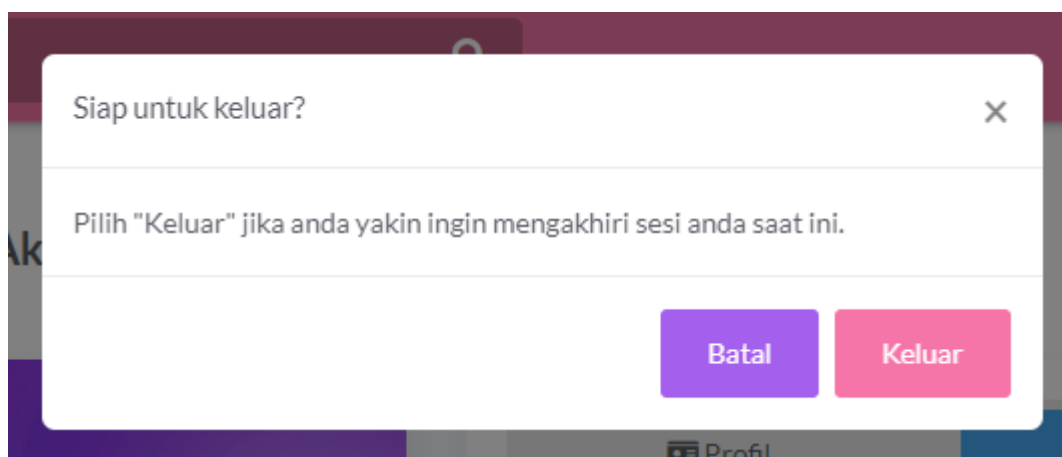 Siap untuk keluar?
×
Pilih "Keluar" jika anda yakin ingin mengakhiri sesi anda saat ini.
Batal
Keluar
Profil